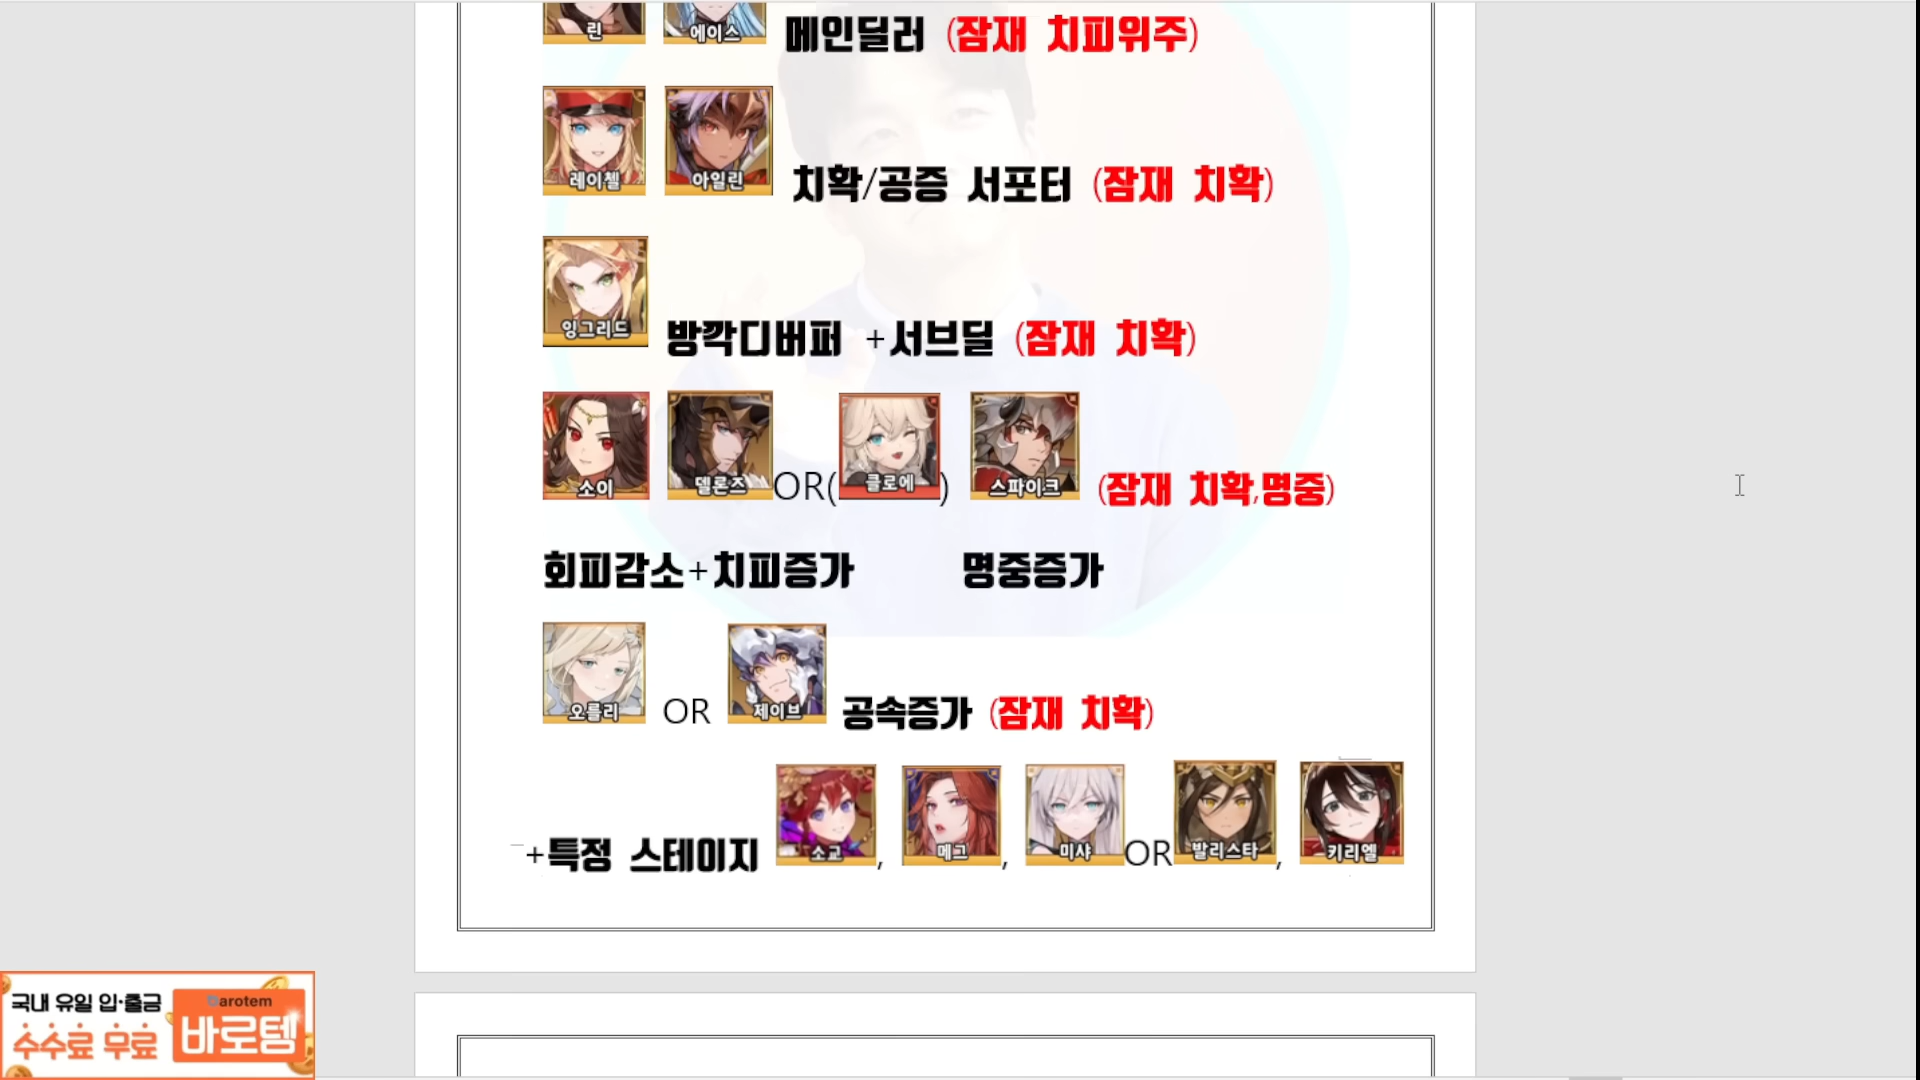 린 에이스 메인딜러 (잠재 치피위주)
레이첼 아일린 치확/공증 서포터 (잠재 치확)
잉그리드 방깍디버퍼 +서브딜 (잠재 치확)
소이 델론즈 OR(클로에) 스파이크 (잠재 치확,명중)
회피감소+치피증가 명중증가
오를리 OR 제이브 공속증가 (잠재 치확)
+특정 스테이지 소교, 메그, 미샤 OR 발리스타, 키리엘
국내 유일 입·출금
수수료 무료
Barotem
바로템